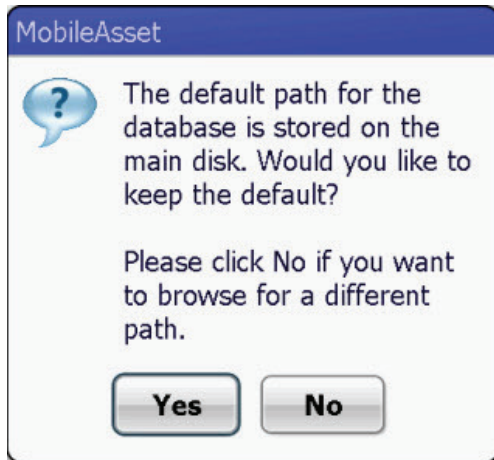 MobileAsset
?
The default path for the
database is stored on the
main disk. Would you like to
keep the default?
Please click No if you want
to browse for a different
path.
Yes No